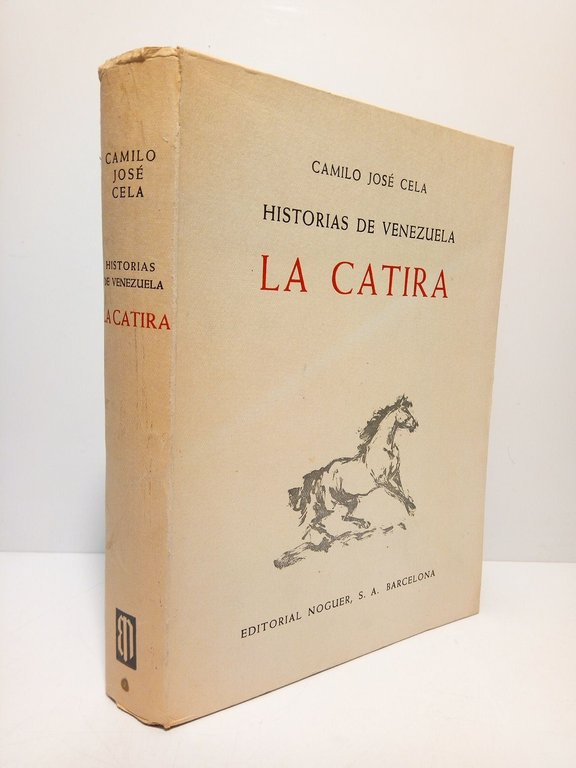 CAMILO
JOSÉ
CELA
HISTORIAS
DE VENEZUELA
LA CATIRA
CAMILO JOSÉ CELA
HISTORIAS DE VENEZUELA
LA CATIRA
EDITORIAL NOGUER, S. A. BARCELONA